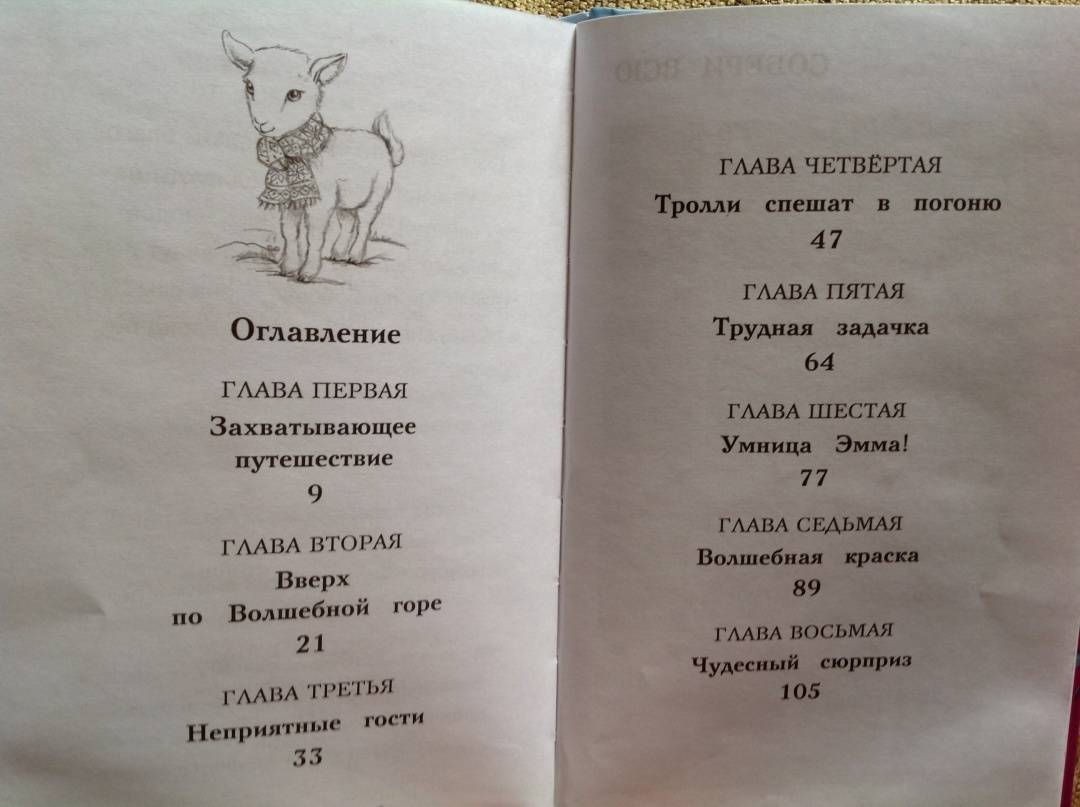 Оглавление
ГЛАВА ПЕРВАЯ
Захватывающее
путешествие
9
ГЛАВА ВТОРАЯ
Вверх
по Волшебной горе
21
ГЛАВА ТРЕТЬЯ
Неприятные гости
33
СОБЕРИ ВСЮ
ГЛАВА ЧЕТВЁРТАЯ
Тролли спешат в погоню
47
ГЛАВА ПЯТАЯ
Трудная задачка
64
ГЛАВА ШЕСТАЯ
Умница Эмма!
77
ГЛАВА СЕДЬМАЯ
Волшебная краска
89
ГЛАВА ВОСЬМАЯ
Чудесный сюрприз
105